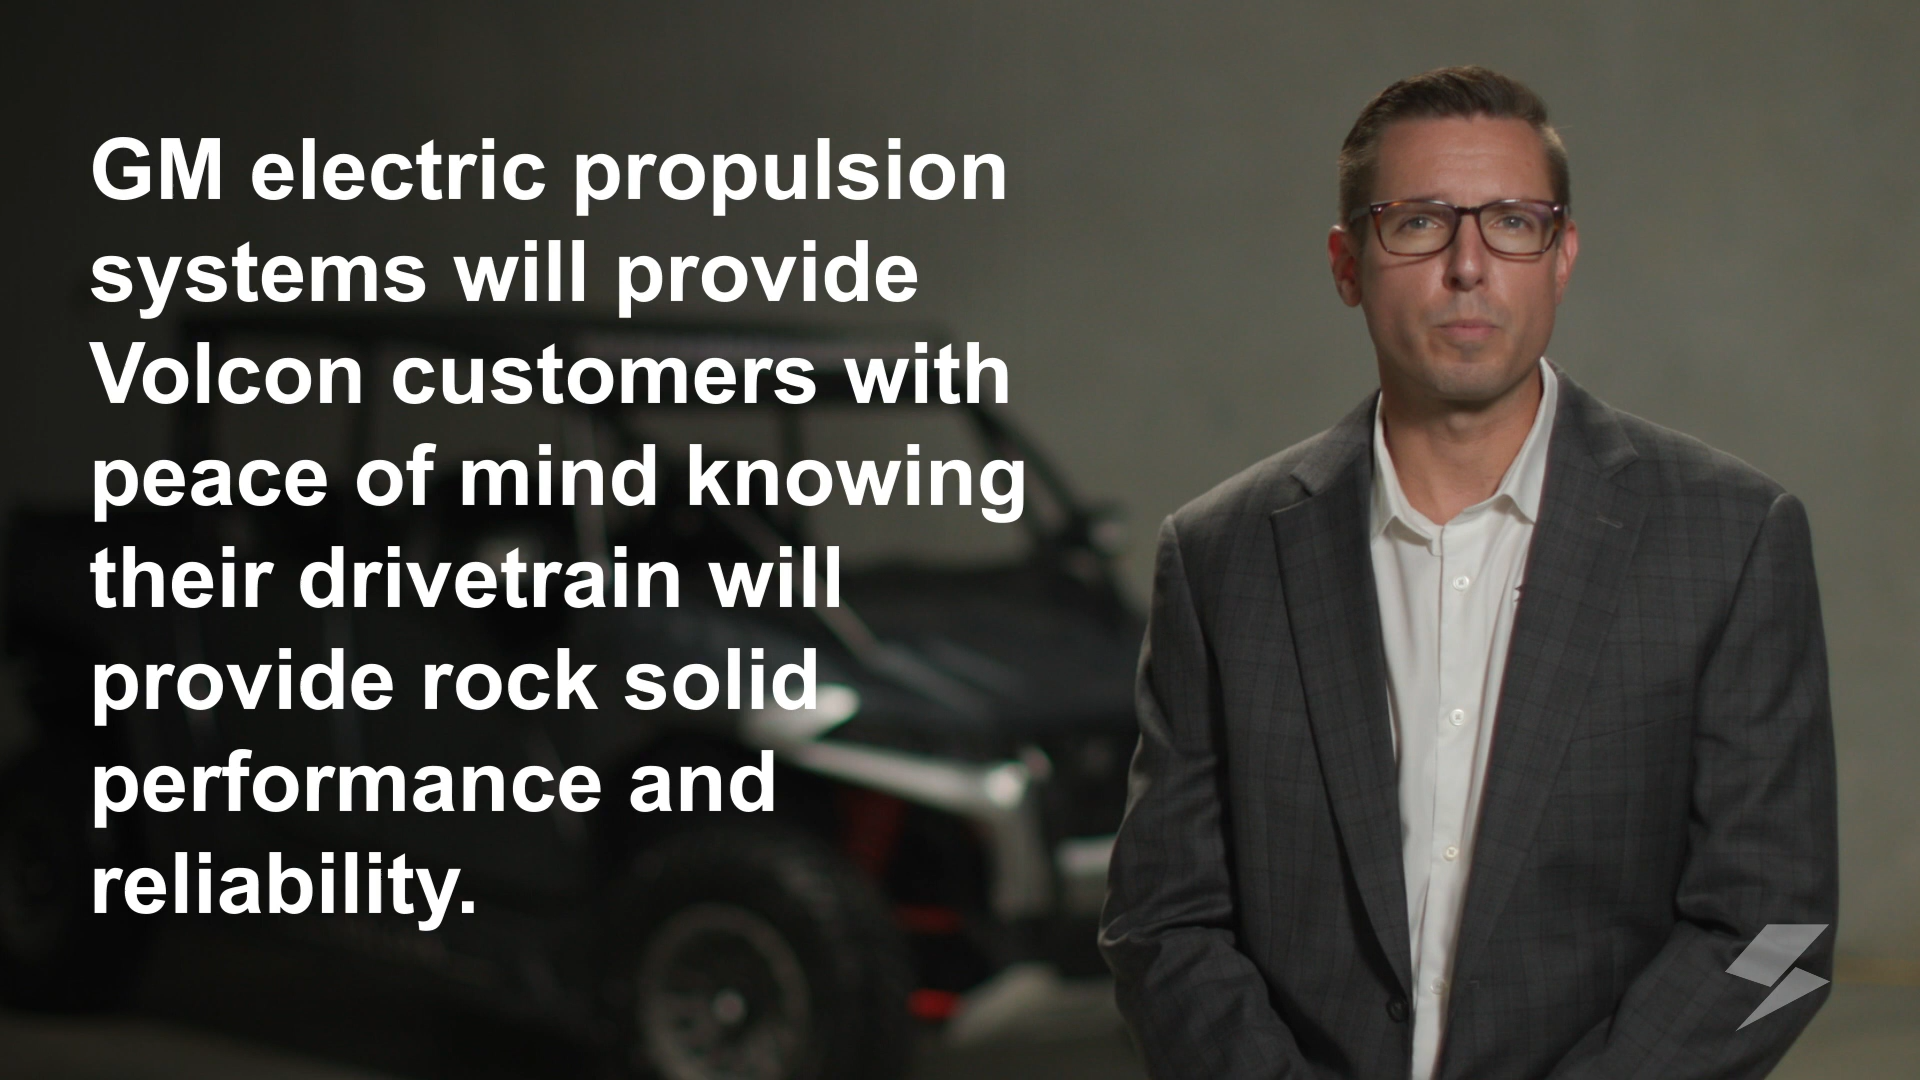 GM electric propulsion
systems will provide
Volcon customers with
peace of mind knowing
their drivetrain will
provide rock solid
performance and
reliability.